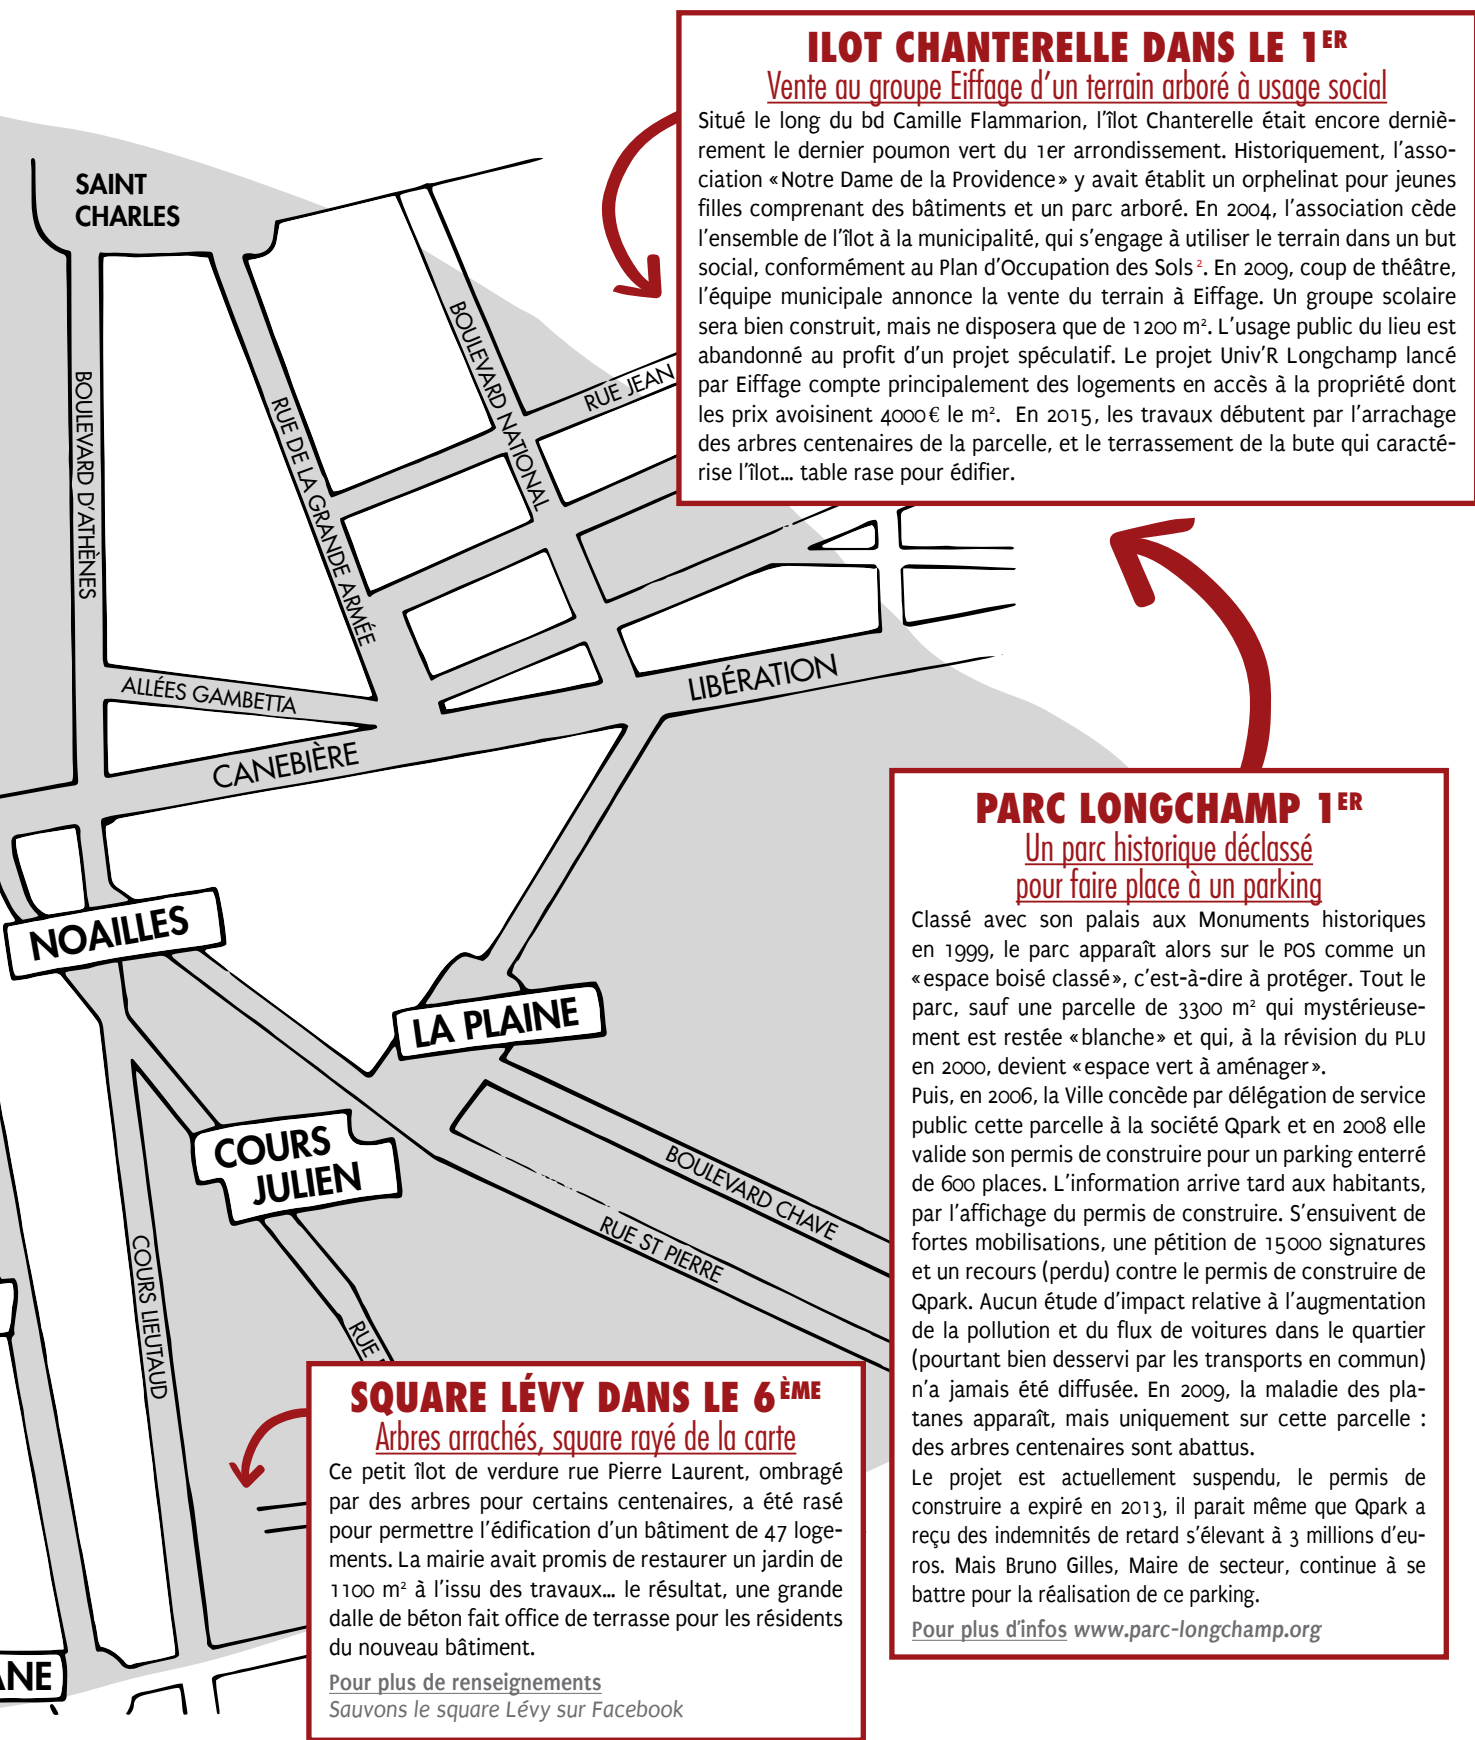 ILOT CHANTERELLE DANS LE 1ER
Vente au groupe Eiffage d’un terrain arboré à usage social
Situé le long du bd Camille Flammarion, l’îlot Chanterelle était encore derniè-
rement le dernier poumon vert du 1er arrondissement. Historiquement, l’asso-
ciation «Notre Dame de la Providence» y avait établit un orphelinat pour jeunes
filles comprenant des bâtiments et un parc arboré. En 2004, l’association cède
l’ensemble de l’îlot à la municipalité, qui s’engage à utiliser le terrain dans un but
social, conformément au Plan d’Occupation des Sols ². En 2009, coup de théâtre,
l’équipe municipale annonce la vente du terrain à Eiffage. Un groupe scolaire
sera bien construit, mais ne disposera que de 1200 m². L’usage public du lieu est
abandonné au profit d’un projet spéculatif. Le projet Univ’R Longchamp lancé
par Eiffage compte principalement des logements en accès à la propriété dont
les prix avoisinent 4000€ le m². En 2015, les travaux débutent par l’arrachage
des arbres centenaires de la parcelle, et le terrassement de la bute qui caracté-
rise l’îlot... table rase pour édifier.
SAINT
CHARLES
BOULEVARD D’ATHÈNES
RUE DE LA GRANDE ARMÉE
BOULEVARD NATIONAL
RUE JEAN
ALLÉES GAMBETTA
LIBÉRATION
CANEBIÈRE
NOAILLES
LA PLAINE
COURS
JULIEN
BOULEVARD CHAVE
RUE ST PIERRE
COURS LIEUTAUD
RUE
PARC LONGCHAMP 1ER
Un parc historique déclassé
pour faire place à un parking
Classé avec son palais aux Monuments historiques
en 1999, le parc apparaît alors sur le POS comme un
«espace boisé classé», c’est-à-dire à protéger. Tout le
parc, sauf une parcelle de 3300 m² qui mystérieuse-
ment est restée «blanche» et qui, à la révision du PLU
en 2000, devient «espace vert à aménager».
Puis, en 2006, la Ville concède par délégation de service
public cette parcelle à la société Qpark et en 2008 elle
valide son permis de construire pour un parking enterré
de 600 places. L’information arrive tard aux habitants,
par l’affichage du permis de construire. S’ensuivent de
fortes mobilisations, une pétition de 15000 signatures
et un recours (perdu) contre le permis de construire de
Qpark. Aucun étude d’impact relative à l’augmentation
de la pollution et du flux de voitures dans le quartier
(pourtant bien desservi par les transports en commun)
n’a jamais été diffusée. En 2009, la maladie des pla-
tanes apparaît, mais uniquement sur cette parcelle :
des arbres centenaires sont abattus.
Le projet est actuellement suspendu, le permis de
construire a expiré en 2013, il parait même que Qpark a
reçu des indemnités de retard s’élevant à 3 millions d’eu-
ros. Mais Bruno Gilles, Maire de secteur, continue à se
battre pour la réalisation de ce parking.
Pour plus d’infos www.parc-longchamp.org
SQUARE LÉVY DANS LE 6ÈME
Arbres arrachés, square rayé de la carte
Ce petit îlot de verdure rue Pierre Laurent, ombragé
par des arbres pour certains centenaires, a été rasé
pour permettre l’édification d’un bâtiment de 47 loge-
ments. La mairie avait promis de restaurer un jardin de
1100 m² à l’issu des travaux... le résultat, une grande
dalle de béton fait office de terrasse pour les résidents
du nouveau bâtiment.
Pour plus de renseignements
Sauvons le square Lévy sur Facebook
NE